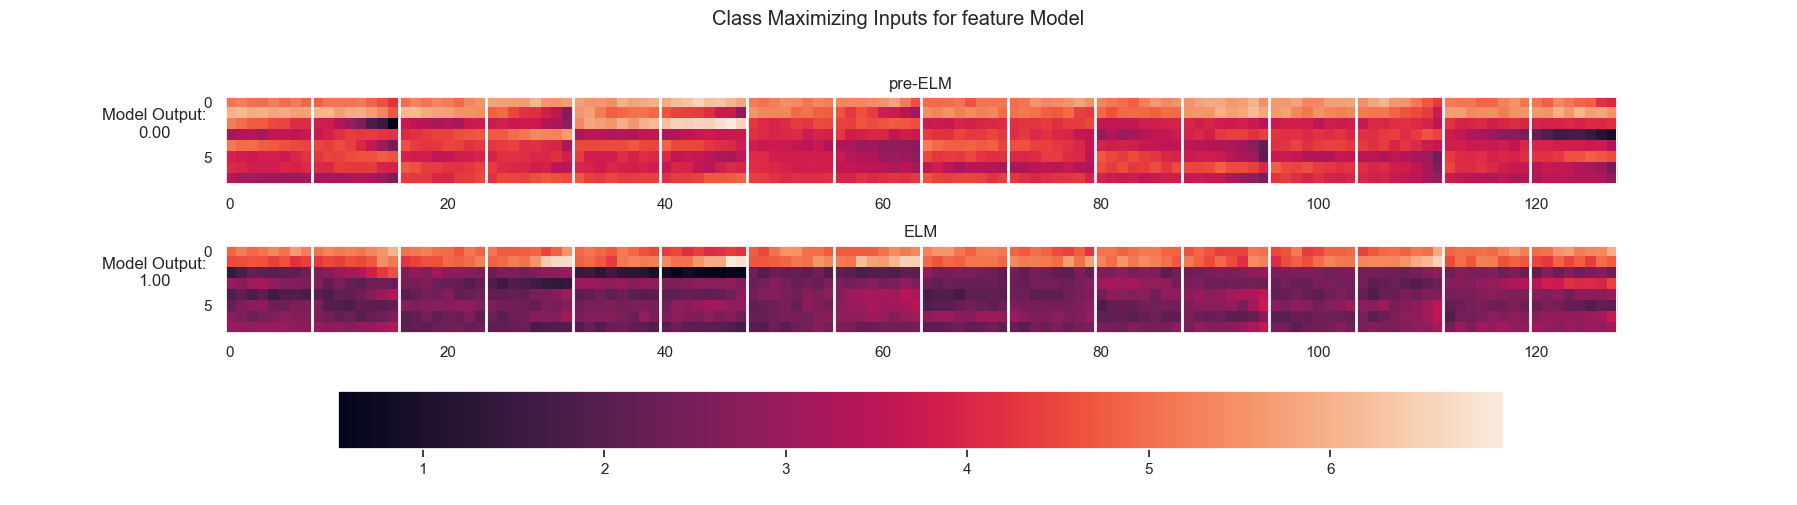 Class Maximizing Inputs for feature Model
pre-ELM
Model Output:
0.00
0
5
0 20 40 60 80 100 120
ELM
Model Output:
1.00
0
5
0 20 40 60 80 100 120
1 2 3 4 5 6